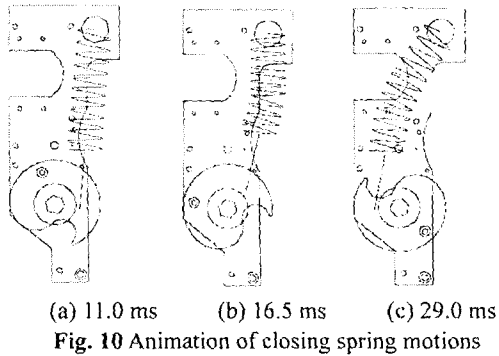 (a) 11.0 ms (b) 16.5 ms (c) 29.0 ms
Fig. 10 Animation of closing spring motions